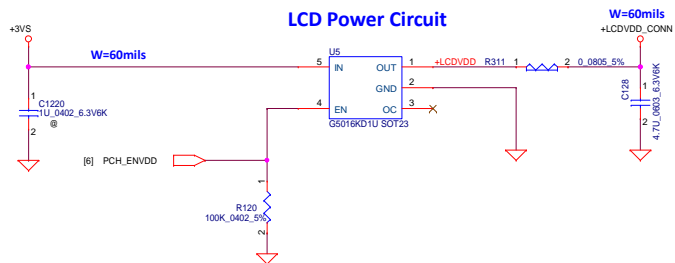 LCD Power Circuit
W=60mils
+LCDVDD_CONN
+3VS
W=60mils
U5
5 IN OUT 1 +LCDVDD R311 1 2 0_0805_5%
GND 2
4 EN OC 3
G5016KD1U SOT23
1
C1220
1U_0402_6.3V6K
2
@
1
C128
4.7U_0603_6.3V6K
2
[6] PCH_ENVDD
1
R120
100K_0402_5%
2